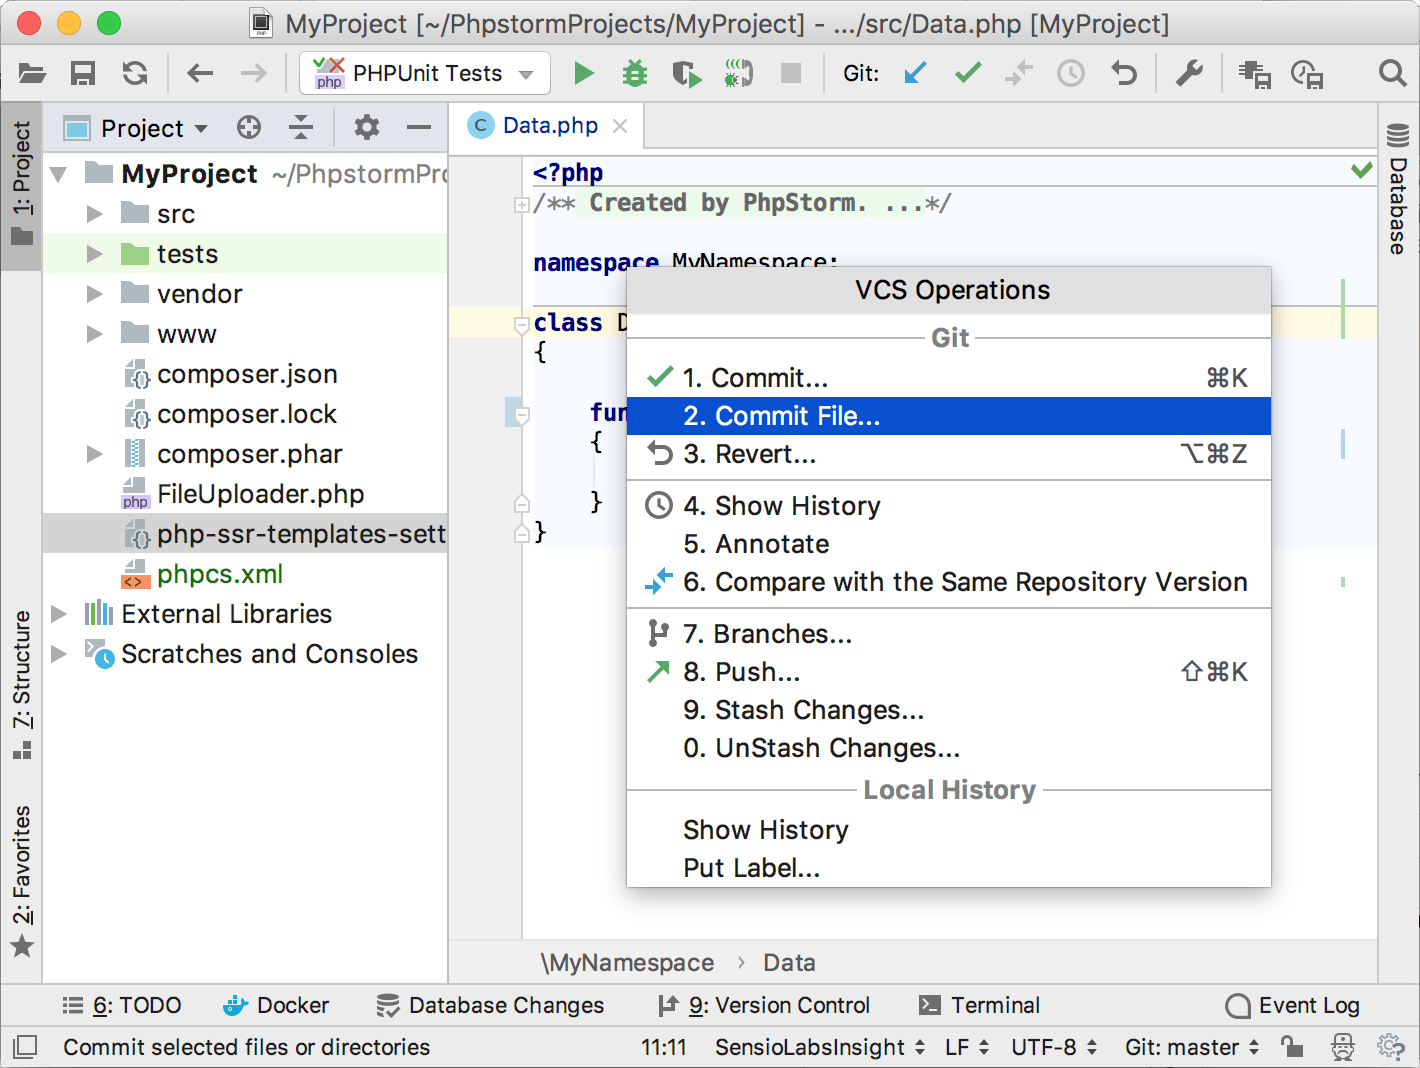 MyProject [~/PhpstormProjects/MyProject] - .../src/Data.php [MyProject]
PHPUnit Tests
Git:
1: Project
Project
Data.php
Database
MyProject ~/PhpstormPro
src
tests
vendor
www
composer.json
composer.lock
composer.phar
FileUploader.php
php-ssr-templates-sett
phpcs.xml
External Libraries
Scratches and Consoles
7: Structure
2: Favorites
<?php
/** Created by PhpStorm. ...*/
namespace MyNamespace;
class D
{
fun
{
}
}
VCS Operations
Git
1. Commit... ⌘K
2. Commit File...
3. Revert... ⌥⌘Z
4. Show History
5. Annotate
6. Compare with the Same Repository Version
7. Branches...
8. Push... ⇧⌘K
9. Stash Changes...
0. UnStash Changes...
Local History
Show History
Put Label...
\MyNamespace › Data
6: TODO Docker Database Changes 9: Version Control Terminal Event Log
Commit selected files or directories 11:11 SensioLabsInsight LF UTF-8 Git: master